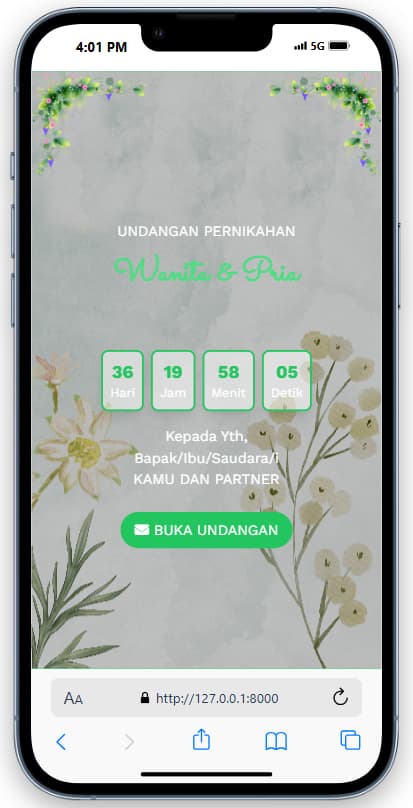 4:01 PM
5G
UNDANGAN PERNIKAHAN
Wanita & Pria
36 19 58 05
Hari Jam Menit Detik
Kepada Yth,
Bapak/Ibu/Saudara/i
KAMU DAN PARTNER
BUKA UNDANGAN
AA http://127.0.0.1:8000